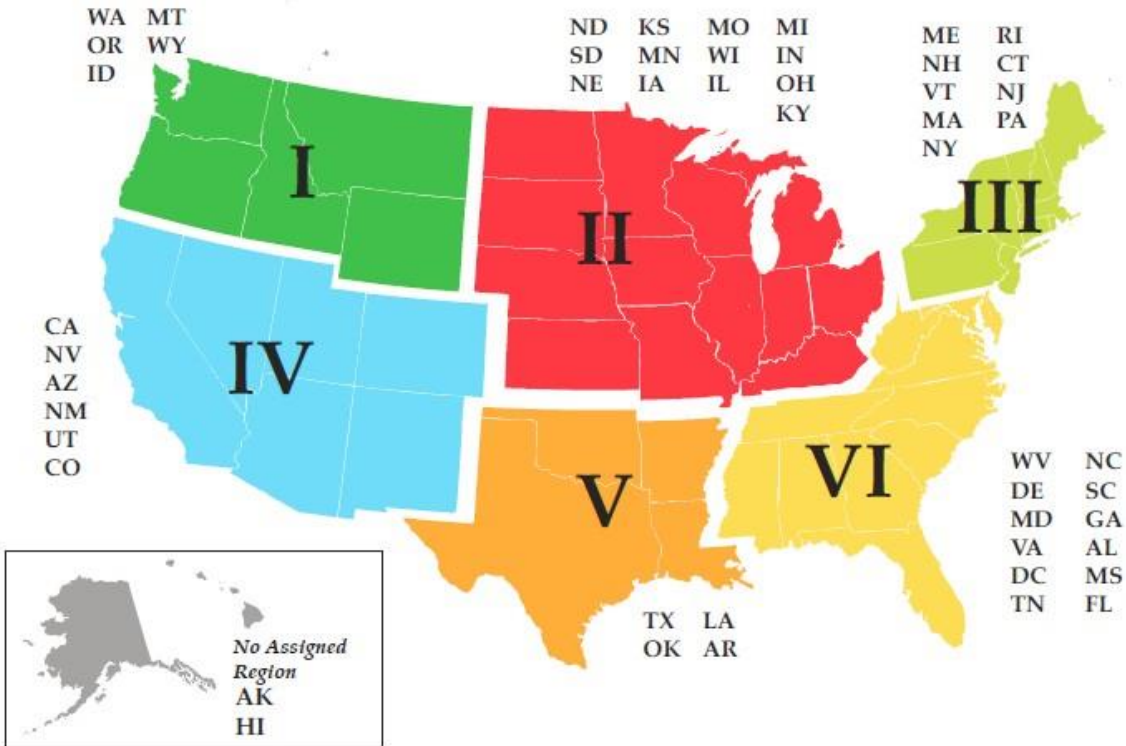 WA MT
OR WY
ID
ND KS MO MI
SD MN WI IN
NE IA IL OH
KY
ME RI
NH CT
VT NJ
MA PA
NY
I
II
III
CA
NV
AZ
NM
UT
CO
IV
V
VI
WV NC
DE SC
MD GA
VA AL
DC MS
TN FL
TX LA
OK AR
No Assigned
Region
AK
HI